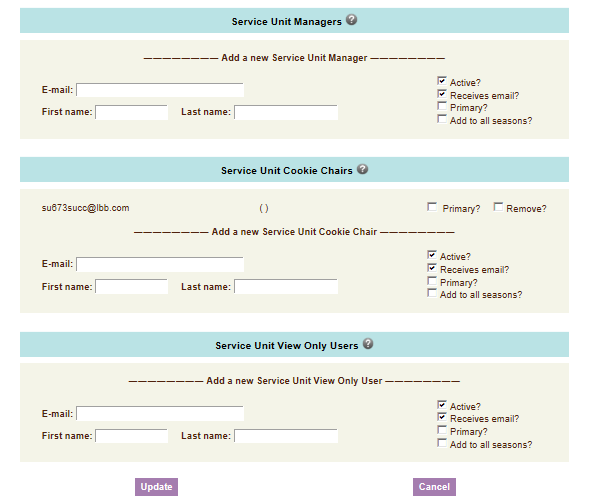 Service Unit Managers ?
———————— Add a new Service Unit Manager ————————
E-mail:
First name: Last name:
Active?
Receives email?
Primary?
Add to all seasons?
Service Unit Cookie Chairs ?
su673succ@lbb.com ( ) Primary? Remove?
———————— Add a new Service Unit Cookie Chair ————————
E-mail:
First name: Last name:
Active?
Receives email?
Primary?
Add to all seasons?
Service Unit View Only Users ?
———————— Add a new Service Unit View Only User ————————
E-mail:
First name: Last name:
Active?
Receives email?
Primary?
Add to all seasons?
Update Cancel